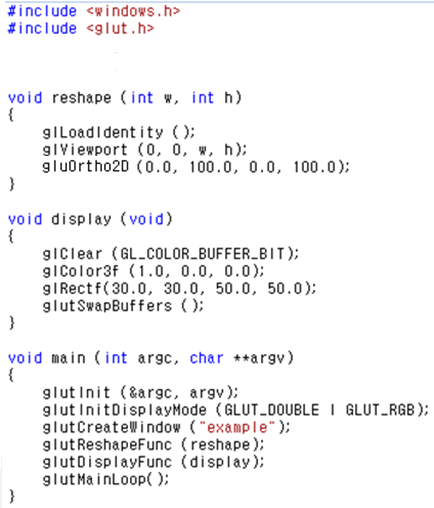 #include <windows.h>
#include <glut.h>
void reshape (int w, int h)
{
glLoadIdentity ();
glViewport (0, 0, w, h);
gluOrtho2D (0.0, 100.0, 0.0, 100.0);
}
void display (void)
{
glClear (GL_COLOR_BUFFER_BIT);
glColor3f (1.0, 0.0, 0.0);
glRectf(30.0, 30.0, 50.0, 50.0);
glutSwapBuffers ();
}
void main (int argc, char **argv)
{
glutInit (&argc, argv);
glutInitDisplayMode (GLUT_DOUBLE | GLUT_RGB);
glutCreateWindow ("example");
glutReshapeFunc (reshape);
glutDisplayFunc (display);
glutMainLoop();
}